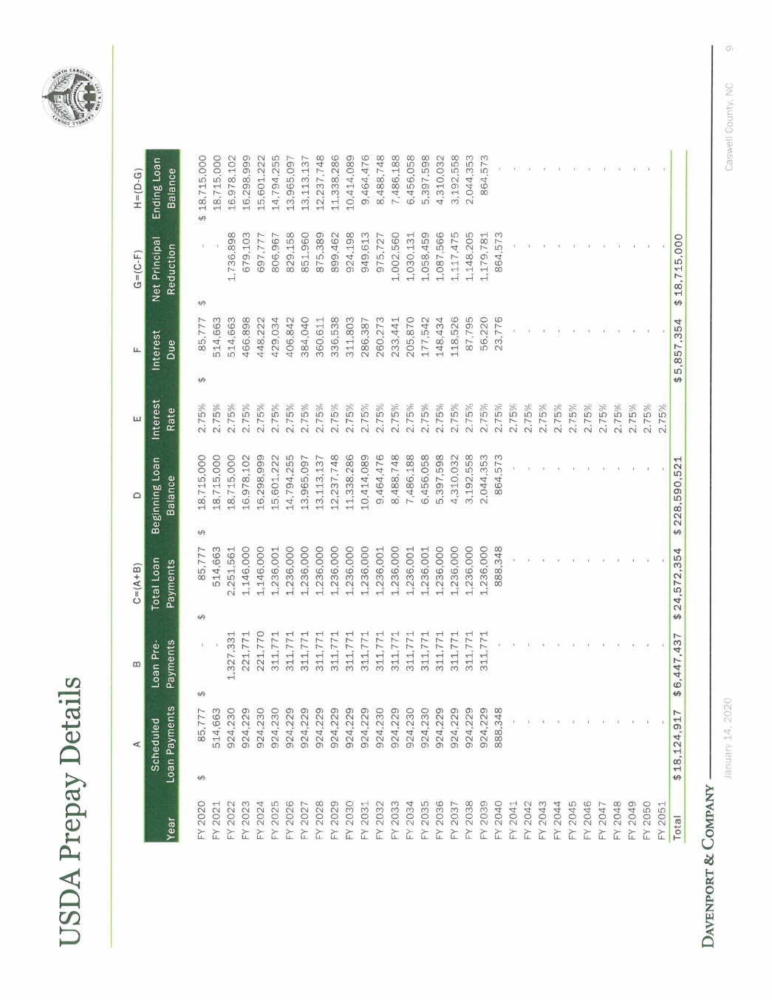 USDA Prepay Details
NORTH CAROLINA
CASWELL COUNTY
MAY 9, 1777
A B C=(A+B) D E F G=(C-F) H=(D-G)
Scheduled Loan Pre- Total Loan Beginning Loan Interest Interest Net Principal Ending Loan
Year Loan Payments Payments Payments Balance Rate Due Reduction Balance
FY 2020 $ 85,777 $ - $ 85,777 $ 18,715,000 2.75% $ 85,777 $ - $ 18,715,000
FY 2021 514,663 - 514,663 18,715,000 2.75% 514,663 - 18,715,000
FY 2022 924,230 1,327,331 2,251,561 18,715,000 2.75% 514,663 1,736,898 16,978,102
FY 2023 924,229 221,771 1,146,000 16,978,102 2.75% 466,898 679,103 16,298,999
FY 2024 924,230 221,770 1,146,000 16,298,999 2.75% 448,222 697,777 15,601,222
FY 2025 924,230 311,771 1,236,001 15,601,222 2.75% 429,034 806,967 14,794,255
FY 2026 924,229 311,771 1,236,000 14,794,255 2.75% 406,842 829,158 13,965,097
FY 2027 924,229 311,771 1,236,000 13,965,097 2.75% 384,040 851,960 13,113,137
FY 2028 924,229 311,771 1,236,000 13,113,137 2.75% 360,611 875,389 12,237,748
FY 2029 924,229 311,771 1,236,000 12,237,748 2.75% 336,538 899,462 11,338,286
FY 2030 924,229 311,771 1,236,000 11,338,286 2.75% 311,803 924,198 10,414,089
FY 2031 924,229 311,771 1,236,000 10,414,089 2.75% 286,387 949,613 9,464,476
FY 2032 924,230 311,771 1,236,001 9,464,476 2.75% 260,273 975,727 8,488,748
FY 2033 924,229 311,771 1,236,000 8,488,748 2.75% 233,441 1,002,560 7,486,188
FY 2034 924,230 311,771 1,236,001 7,486,188 2.75% 205,870 1,030,131 6,456,058
FY 2035 924,230 311,771 1,236,001 6,456,058 2.75% 177,542 1,058,459 5,397,598
FY 2036 924,229 311,771 1,236,000 5,397,598 2.75% 148,434 1,087,566 4,310,032
FY 2037 924,229 311,771 1,236,000 4,310,032 2.75% 118,526 1,117,475 3,192,558
FY 2038 924,229 311,771 1,236,000 3,192,558 2.75% 87,795 1,148,205 2,044,353
FY 2039 924,229 311,771 1,236,000 2,044,353 2.75% 56,220 1,179,781 864,573
FY 2040 888,348 - 888,348 864,573 2.75% 23,776 864,573 -
FY 2041 - - - - 2.75% - - -
FY 2042 - - - - 2.75% - - -
FY 2043 - - - - 2.75% - - -
FY 2044 - - - - 2.75% - - -
FY 2045 - - - - 2.75% - - -
FY 2046 - - - - 2.75% - - -
FY 2047 - - - - 2.75% - - -
FY 2048 - - - - 2.75% - - -
FY 2049 - - - - 2.75% - - -
FY 2050 - - - - 2.75% - - -
FY 2051 - - - - 2.75% - - -
Total $ 18,124,917 $ 6,447,437 $ 24,572,354 $ 228,590,521 $ 5,857,354 $ 18,715,000
DAVENPORT & COMPANY
January 14, 2020 Caswell County, NC 9